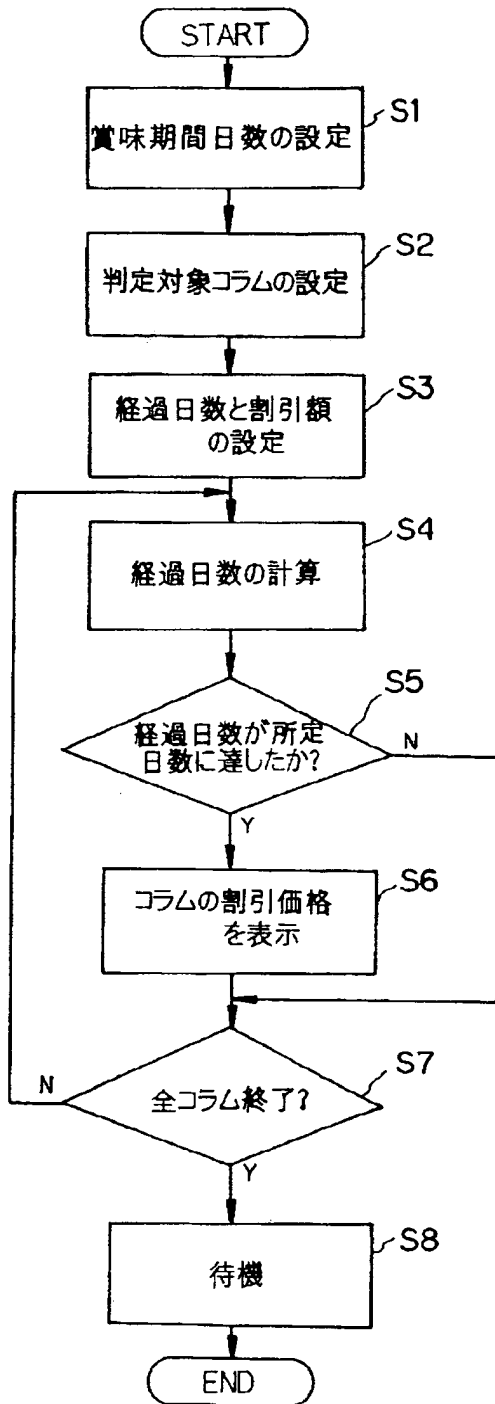 START
賞味期間日数の設定
S1
判定対象コラムの設定
S2
経過日数と割引額
の設定
S3
経過日数の計算
S4
経過日数が所定
日数に達したか?
S5
N
Y
コラムの割引価格
を表示
S6
全コラム終了?
S7
N
Y
待機
S8
END